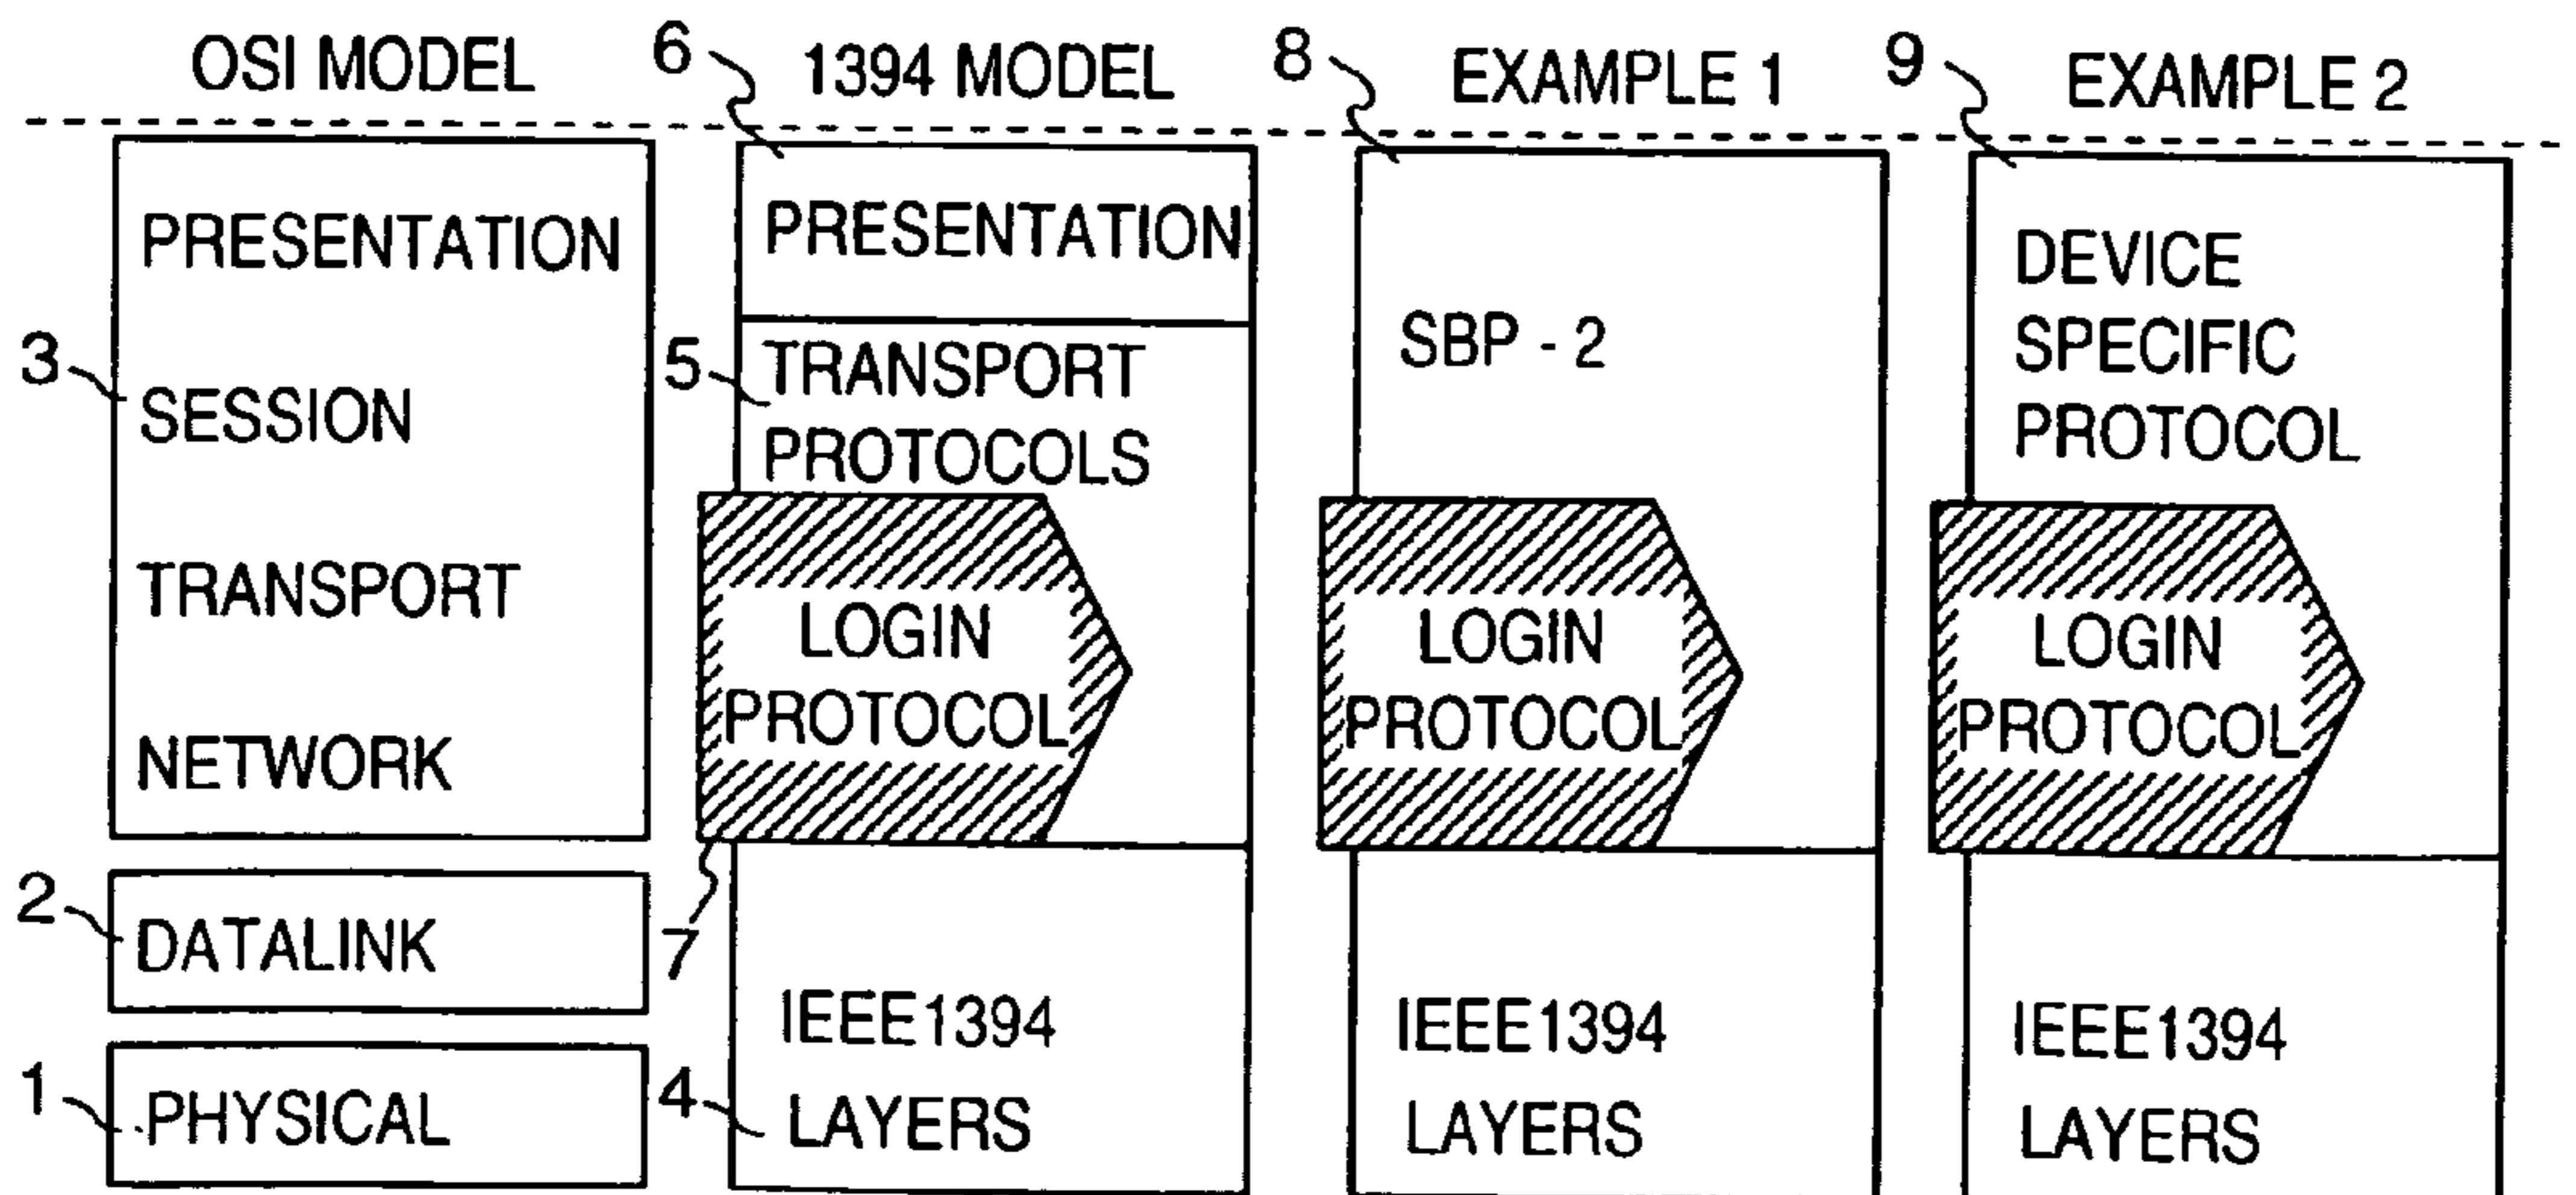 OSI MODEL
6
1394 MODEL
8
EXAMPLE 1
9
EXAMPLE 2
3
PRESENTATION
SESSION
TRANSPORT
NETWORK
2
DATALINK
1
PHYSICAL
PRESENTATION
5
TRANSPORT
PROTOCOLS
LOGIN
PROTOCOL
7
IEEE1394
4
LAYERS
SBP - 2
LOGIN
PROTOCOL
IEEE1394
LAYERS
DEVICE
SPECIFIC
PROTOCOL
LOGIN
PROTOCOL
IEEE1394
LAYERS